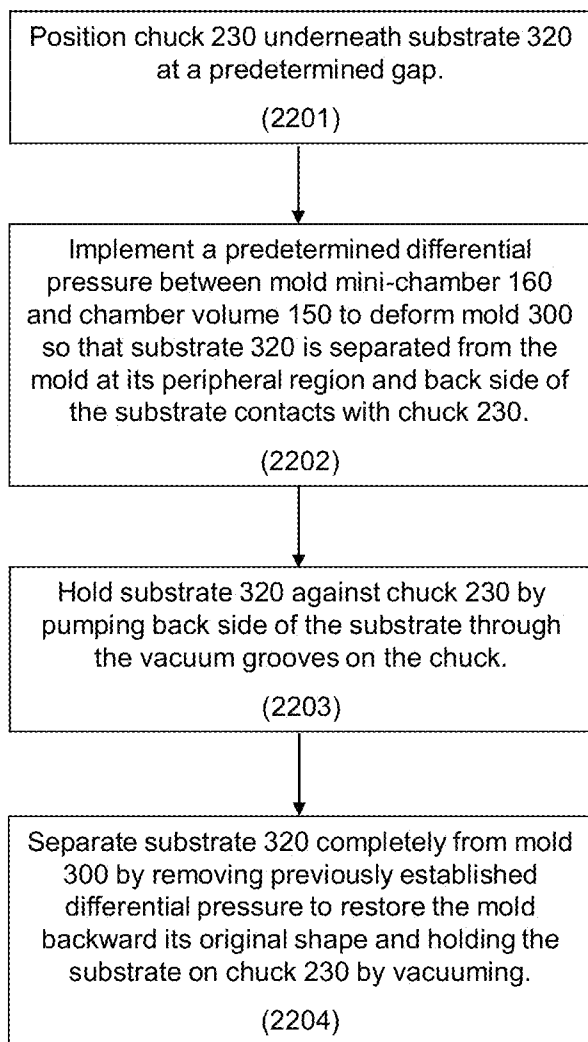 Position chuck 230 underneath substrate 320
at a predetermined gap.
(2201)
Implement a predetermined differential
pressure between mold mini-chamber 160
and chamber volume 150 to deform mold 300
so that substrate 320 is separated from the
mold at its peripheral region and back side of
the substrate contacts with chuck 230.
(2202)
Hold substrate 320 against chuck 230 by
pumping back side of the substrate through
the vacuum grooves on the chuck.
(2203)
Separate substrate 320 completely from mold
300 by removing previously established
differential pressure to restore the mold
backward its original shape and holding the
substrate on chuck 230 by vacuuming.
(2204)